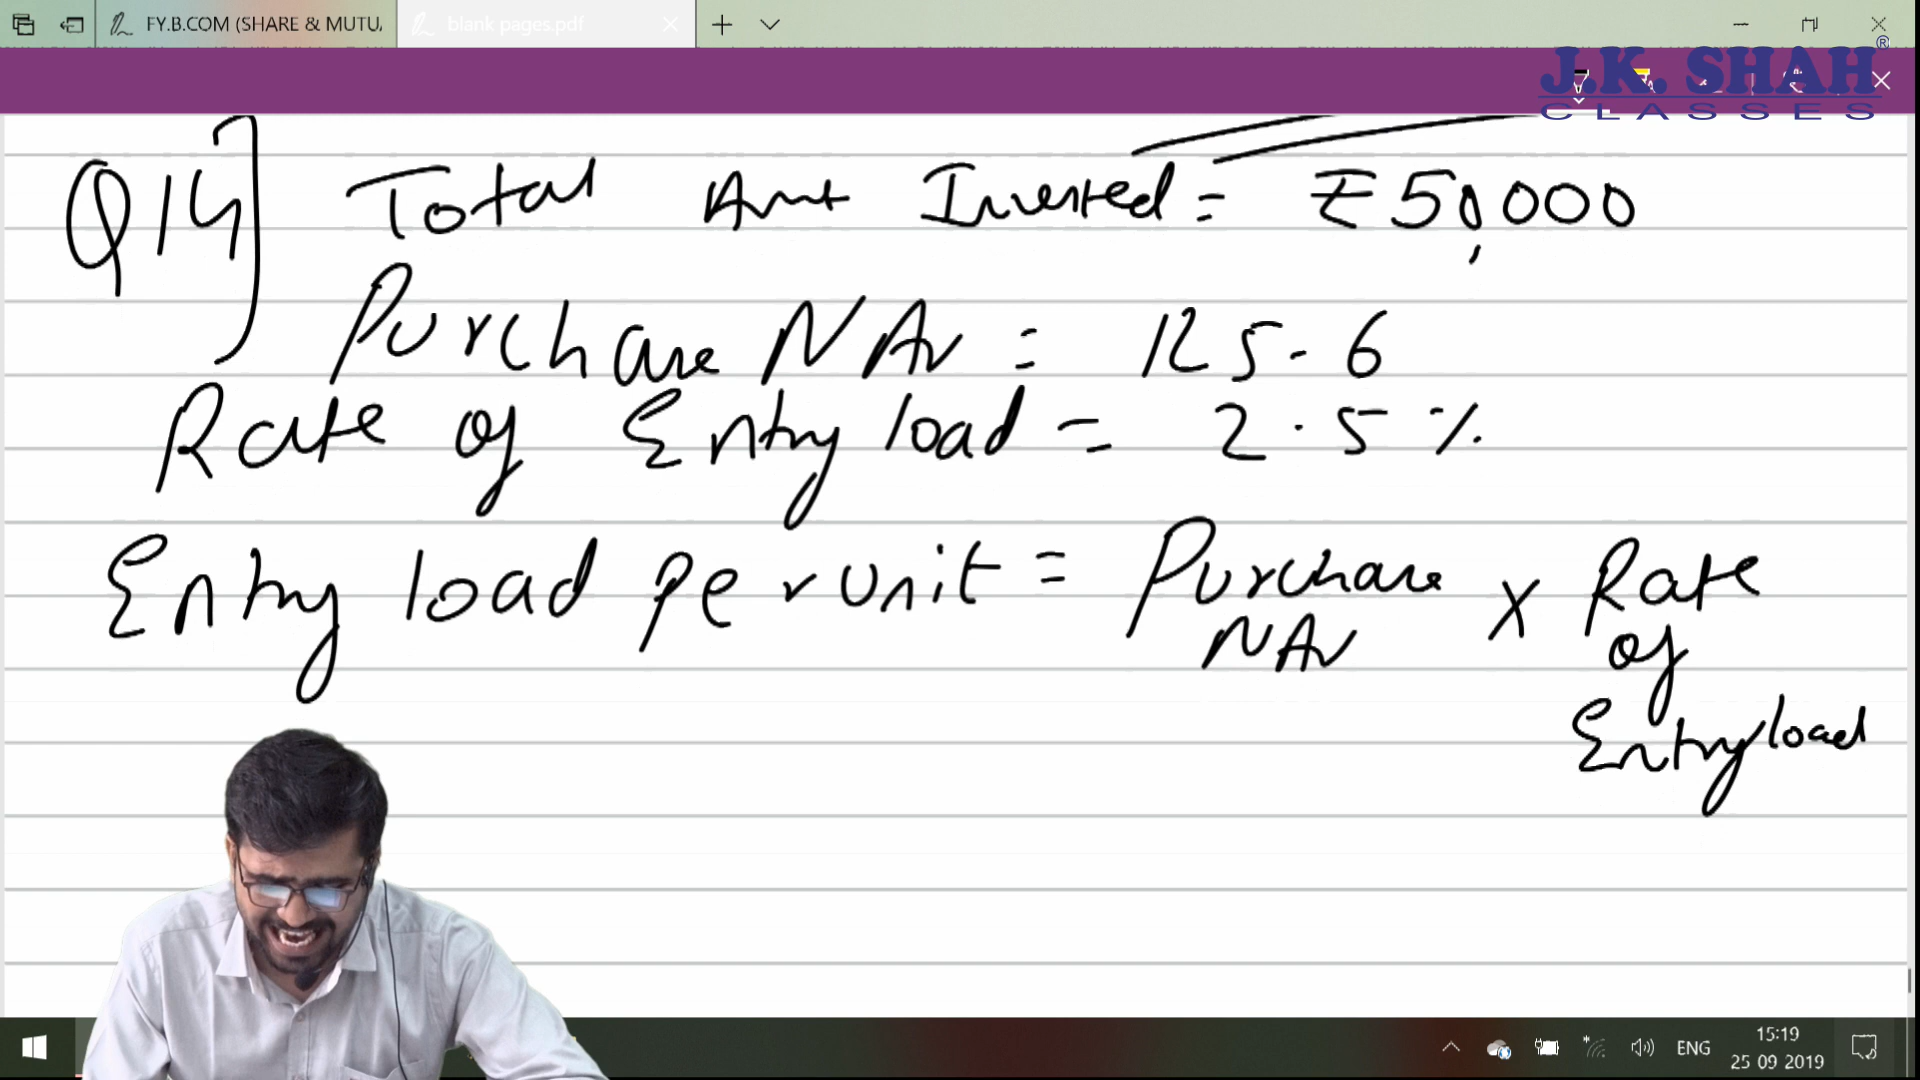 FY.B.COM (SHARE & MUTU
blank pages.pdf
J.K. SHAH®
CLASSES
Q14] Total Amt Invested = ₹50,000
Purchase NAV = 125.6
Rate of Entry load = 2.5%
Entry load per unit = Purchase NAV × Rate of Entry load
ENG
15:19
25-09-2019